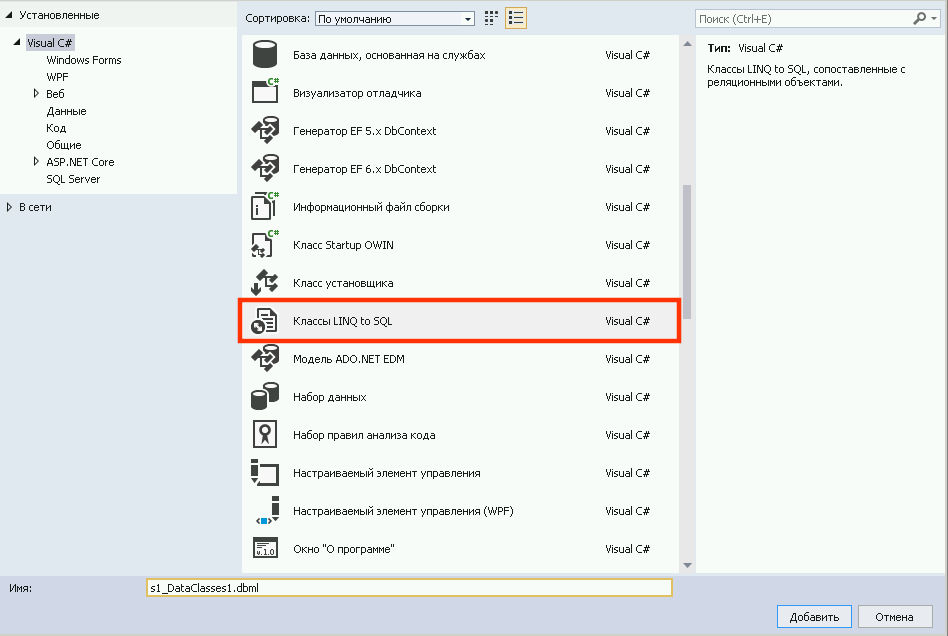 Установленные
Visual C#
Windows Forms
WPF
Веб
Данные
Код
Общие
ASP.NET Core
SQL Server
В сети
Сортировка: По умолчанию
База данных, основанная на службах Visual C#
Визуализатор отладчика Visual C#
Генератор EF 5.x DbContext Visual C#
Генератор EF 6.x DbContext Visual C#
Информационный файл сборки Visual C#
Класс Startup OWIN Visual C#
Класс установщика Visual C#
Классы LINQ to SQL Visual C#
Модель ADO.NET EDM Visual C#
Набор данных Visual C#
Набор правил анализа кода Visual C#
Настраиваемый элемент управления Visual C#
Настраиваемый элемент управления (WPF) Visual C#
v.1.0 Окно "О программе" Visual C#
Поиск (Ctrl+E)
Тип: Visual C#
Классы LINQ to SQL, сопоставленные с
реляционными объектами.
Имя: s1_DataClasses1.dbml
Добавить Отмена